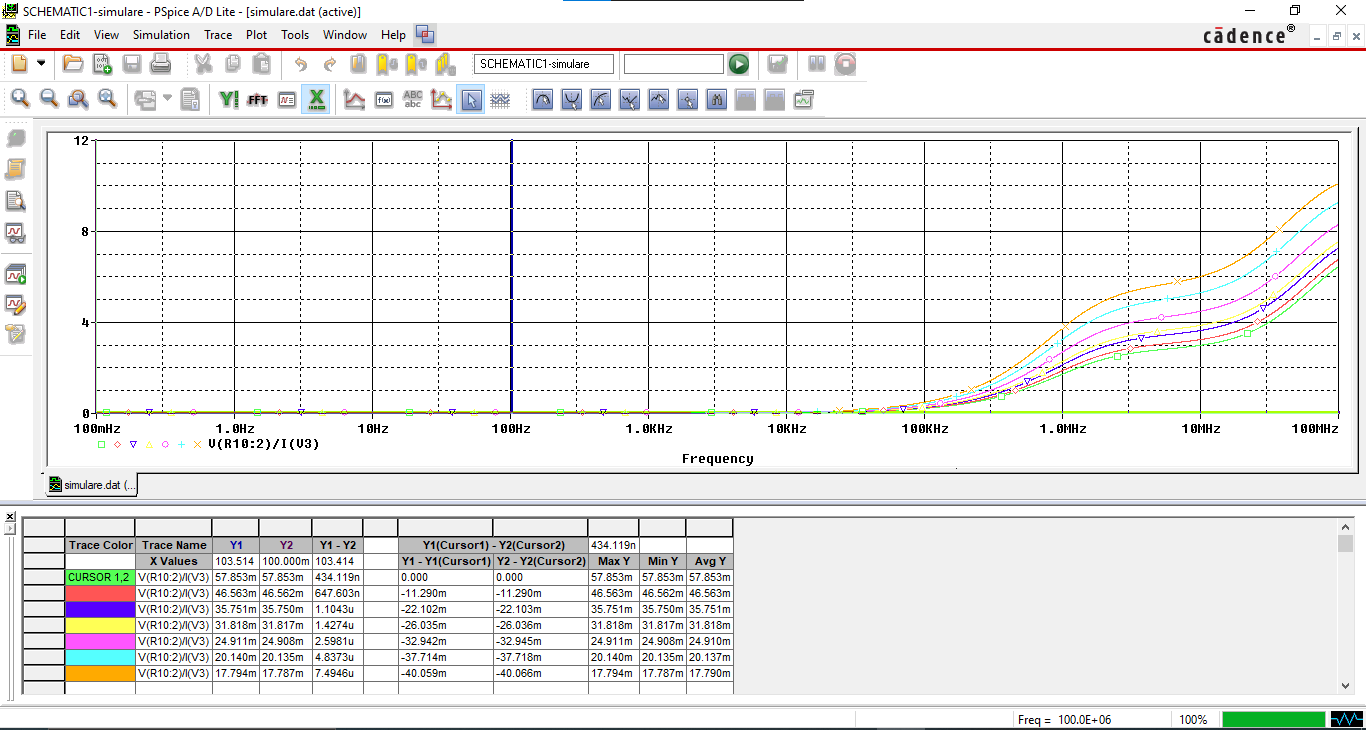 SCHEMATIC1-simulare - PSpice A/D Lite - [simulare.dat (active)]
File Edit View Simulation Trace Plot Tools Window Help
cādence®
SCHEMATIC1-simulare
FFT
ABC
abc
12
8
4
0
100mHz 1.0Hz 10Hz 100Hz 1.0KHz 10KHz 100KHz 1.0MHz 10MHz 100MHz
V(R10:2)/I(V3)
Frequency
simulare.dat (...
Y1(Cursor1) - Y2(Cursor2) 434.119n
Trace Color Trace Name Y1 Y2 Y1 - Y2
X Values 103.514 100.000m 103.414 Y1 - Y1(Cursor1) Y2 - Y2(Cursor2) Max Y Min Y Avg Y
CURSOR 1,2 V(R10:2)/I(V3) 57.853m 57.853m 434.119n 0.000 0.000 57.853m 57.853m 57.853m
V(R10:2)/I(V3) 46.563m 46.562m 647.603n -11.290m -11.290m 46.563m 46.562m 46.563m
V(R10:2)/I(V3) 35.751m 35.750m 1.1043u -22.102m -22.103m 35.751m 35.750m 35.751m
V(R10:2)/I(V3) 31.818m 31.817m 1.4274u -26.035m -26.036m 31.818m 31.817m 31.818m
V(R10:2)/I(V3) 24.911m 24.908m 2.5981u -32.942m -32.945m 24.911m 24.908m 24.910m
V(R10:2)/I(V3) 20.140m 20.135m 4.8373u -37.714m -37.718m 20.140m 20.135m 20.137m
V(R10:2)/I(V3) 17.794m 17.787m 7.4946u -40.059m -40.066m 17.794m 17.787m 17.790m
Freq = 100.0E+06 100%